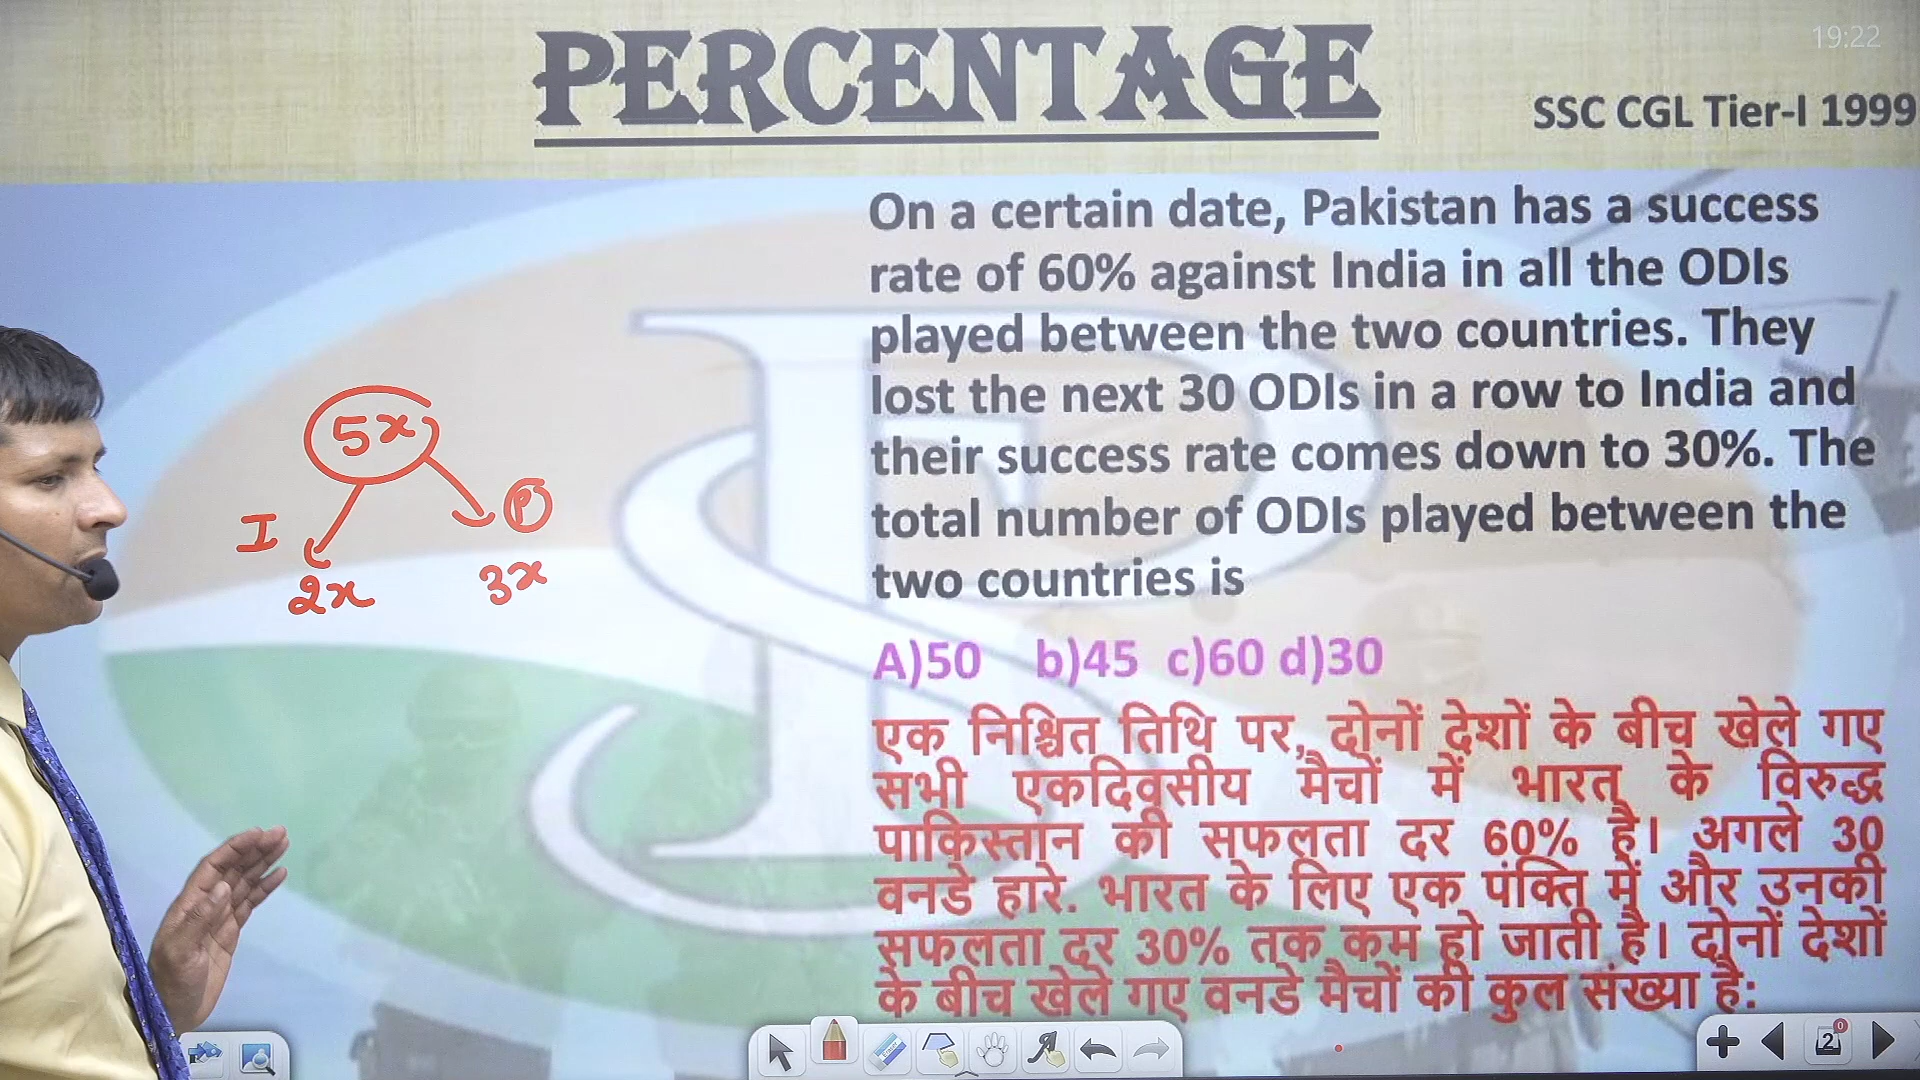 PERCENTAGE
19:22
SSC CGL Tier-I 1999
On a certain date, Pakistan has a success
rate of 60% against India in all the ODIs
played between the two countries. They
lost the next 30 ODIs in a row to India and
their success rate comes down to 30%. The
total number of ODIs played between the
two countries is
A)50 b)45 c)60 d)30
एक निश्चित तिथि पर, दोनों देशों के बीच खेले गए
सभी एकदिवसीय मैचों में भारत के विरुद्ध
पाकिस्तान की सफलता दर 60% है। अगले 30
वनडे हारे. भारत के लिए एक पंक्ति में और उनकी
सफलता दर 30% तक कम हो जाती है। दोनों देशों
के बीच खेले गए वनडे मैचों की कुल संख्या है:
5x
I P
2x 3x
2
0